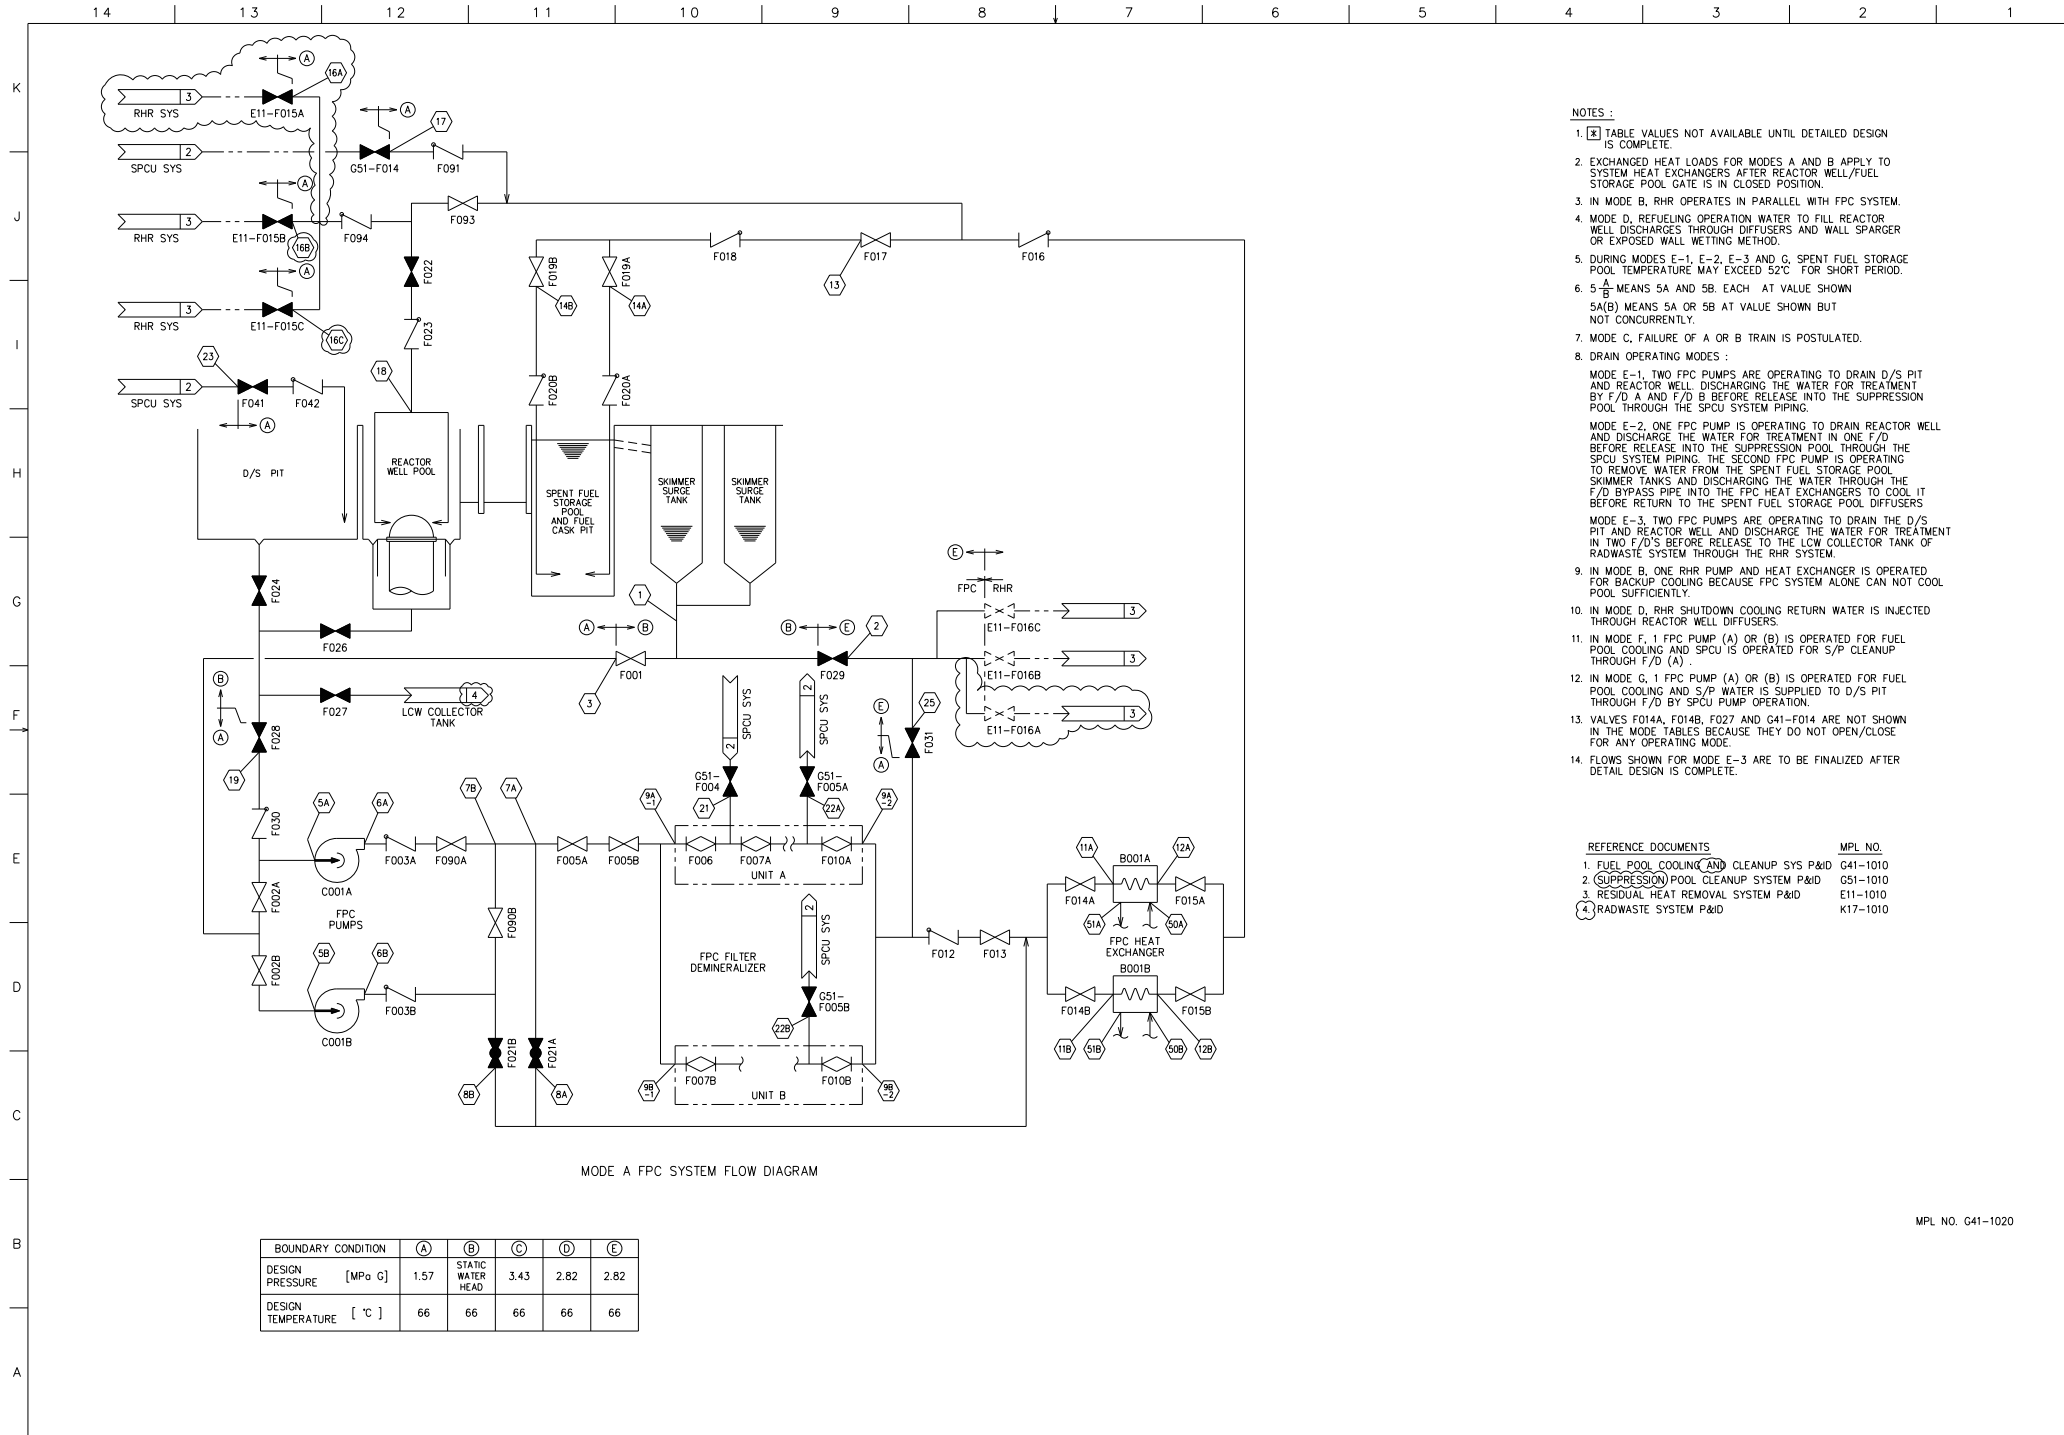 14 13 12 11 10 9 8 7 6 5 4 3 2 1
K
J
I
H
G
F
E
D
C
B
A
A
16A
3
RHR SYS
E11-F015A
A
17
2
SPCU SYS
G51-F014
F091
A
3
RHR SYS
E11-F015B
16B
F094
F093
A
3
RHR SYS
E11-F015C
16C
F022
F023
F019B
F019A
14B
14A
F018
F017
13
F016
23
2
SPCU SYS
F041
F042
A
18
F020B
F020A
D/S PIT
REACTOR
WELL POOL
SPENT FUEL
STORAGE
POOL
AND FUEL
CASK PIT
SKIMMER
SURGE
TANK
SKIMMER
SURGE
TANK
F024
F026
1
A B
F001
3
B E
2
F029
E
FPC RHR
E11-F016C
3
E11-F016B
3
E11-F016A
3
B
A
F028
19
F027
4
LCW COLLECTOR
TANK
2
SPCU SYS
G51-
F004
21
2
SPCU SYS
G51-
F005A
22A
E
A
25
F031
F030
5A
6A
C001A
F003A
F090A
7B
7A
F005A
F005B
9A
-1
F006
F007A
F010A
9A
-2
UNIT A
F002A
FPC
PUMPS
F002B
5B
6B
C001B
F003B
F090B
F021B
F021A
8B
8A
FPC FILTER
DEMINERALIZER
2
SPCU SYS
G51-
F005B
22B
9B
-1
F007B
F010B
9B
-2
UNIT B
F012
F013
11A
B001A
12A
F014A
F015A
51A
50A
FPC HEAT
EXCHANGER
B001B
F014B
F015B
11B
51B
50B
12B
MODE A FPC SYSTEM FLOW DIAGRAM
BOUNDARY CONDITION A B C D E
DESIGN
PRESSURE [MPa G] 1.57 STATIC
WATER
HEAD 3.43 2.82 2.82
DESIGN
TEMPERATURE [ °C ] 66 66 66 66 66
NOTES :
1. * TABLE VALUES NOT AVAILABLE UNTIL DETAILED DESIGN
IS COMPLETE.
2. EXCHANGED HEAT LOADS FOR MODES A AND B APPLY TO
SYSTEM HEAT EXCHANGERS AFTER REACTOR WELL/FUEL
STORAGE POOL GATE IS IN CLOSED POSITION.
3. IN MODE B, RHR OPERATES IN PARALLEL WITH FPC SYSTEM.
4. MODE D, REFUELING OPERATION WATER TO FILL REACTOR
WELL DISCHARGES THROUGH DIFFUSERS AND WALL SPARGER
OR EXPOSED WALL WETTING METHOD.
5. DURING MODES E-1, E-2, E-3 AND G, SPENT FUEL STORAGE
POOL TEMPERATURE MAY EXCEED 52°C FOR SHORT PERIOD.
6. 5 A/B MEANS 5A AND 5B. EACH AT VALUE SHOWN
5A(B) MEANS 5A OR 5B AT VALUE SHOWN BUT
NOT CONCURRENTLY.
7. MODE C, FAILURE OF A OR B TRAIN IS POSTULATED.
8. DRAIN OPERATING MODES :
MODE E-1, TWO FPC PUMPS ARE OPERATING TO DRAIN D/S PIT
AND REACTOR WELL. DISCHARGING THE WATER FOR TREATMENT
BY F/D A AND F/D B BEFORE RELEASE INTO THE SUPPRESSION
POOL THROUGH THE SPCU SYSTEM PIPING.
MODE E-2, ONE FPC PUMP IS OPERATING TO DRAIN REACTOR WELL
AND DISCHARGE THE WATER FOR TREATMENT IN ONE F/D
BEFORE RELEASE INTO THE SUPPRESSION POOL THROUGH THE
SPCU SYSTEM PIPING. THE SECOND FPC PUMP IS OPERATING
TO REMOVE WATER FROM THE SPENT FUEL STORAGE POOL
SKIMMER TANKS AND DISCHARGING THE WATER THROUGH THE
F/D BYPASS PIPE INTO THE FPC HEAT EXCHANGERS TO COOL IT
BEFORE RETURN TO THE SPENT FUEL STORAGE POOL DIFFUSERS
MODE E-3, TWO FPC PUMPS ARE OPERATING TO DRAIN THE D/S
PIT AND REACTOR WELL AND DISCHARGE THE WATER FOR TREATMENT
IN TWO F/D'S BEFORE RELEASE TO THE LCW COLLECTOR TANK OF
RADWASTE SYSTEM THROUGH THE RHR SYSTEM.
9. IN MODE B, ONE RHR PUMP AND HEAT EXCHANGER IS OPERATED
FOR BACKUP COOLING BECAUSE FPC SYSTEM ALONE CAN NOT COOL
POOL SUFFICIENTLY.
10. IN MODE D, RHR SHUTDOWN COOLING RETURN WATER IS INJECTED
THROUGH REACTOR WELL DIFFUSERS.
11. IN MODE F, 1 FPC PUMP (A) OR (B) IS OPERATED FOR FUEL
POOL COOLING AND SPCU IS OPERATED FOR S/P CLEANUP
THROUGH F/D (A) .
12. IN MODE G, 1 FPC PUMP (A) OR (B) IS OPERATED FOR FUEL
POOL COOLING AND S/P WATER IS SUPPLIED TO D/S PIT
THROUGH F/D BY SPCU PUMP OPERATION.
13. VALVES F014A, F014B, F027 AND G41-F014 ARE NOT SHOWN
IN THE MODE TABLES BECAUSE THEY DO NOT OPEN/CLOSE
FOR ANY OPERATING MODE.
14. FLOWS SHOWN FOR MODE E-3 ARE TO BE FINALIZED AFTER
DETAIL DESIGN IS COMPLETE.
REFERENCE DOCUMENTS MPL NO.
1. FUEL POOL COOLING AND CLEANUP SYS P&ID G41-1010
2. SUPPRESSION POOL CLEANUP SYSTEM P&ID G51-1010
3. RESIDUAL HEAT REMOVAL SYSTEM P&ID E11-1010
4. RADWASTE SYSTEM P&ID K17-1010
MPL NO. G41-1020